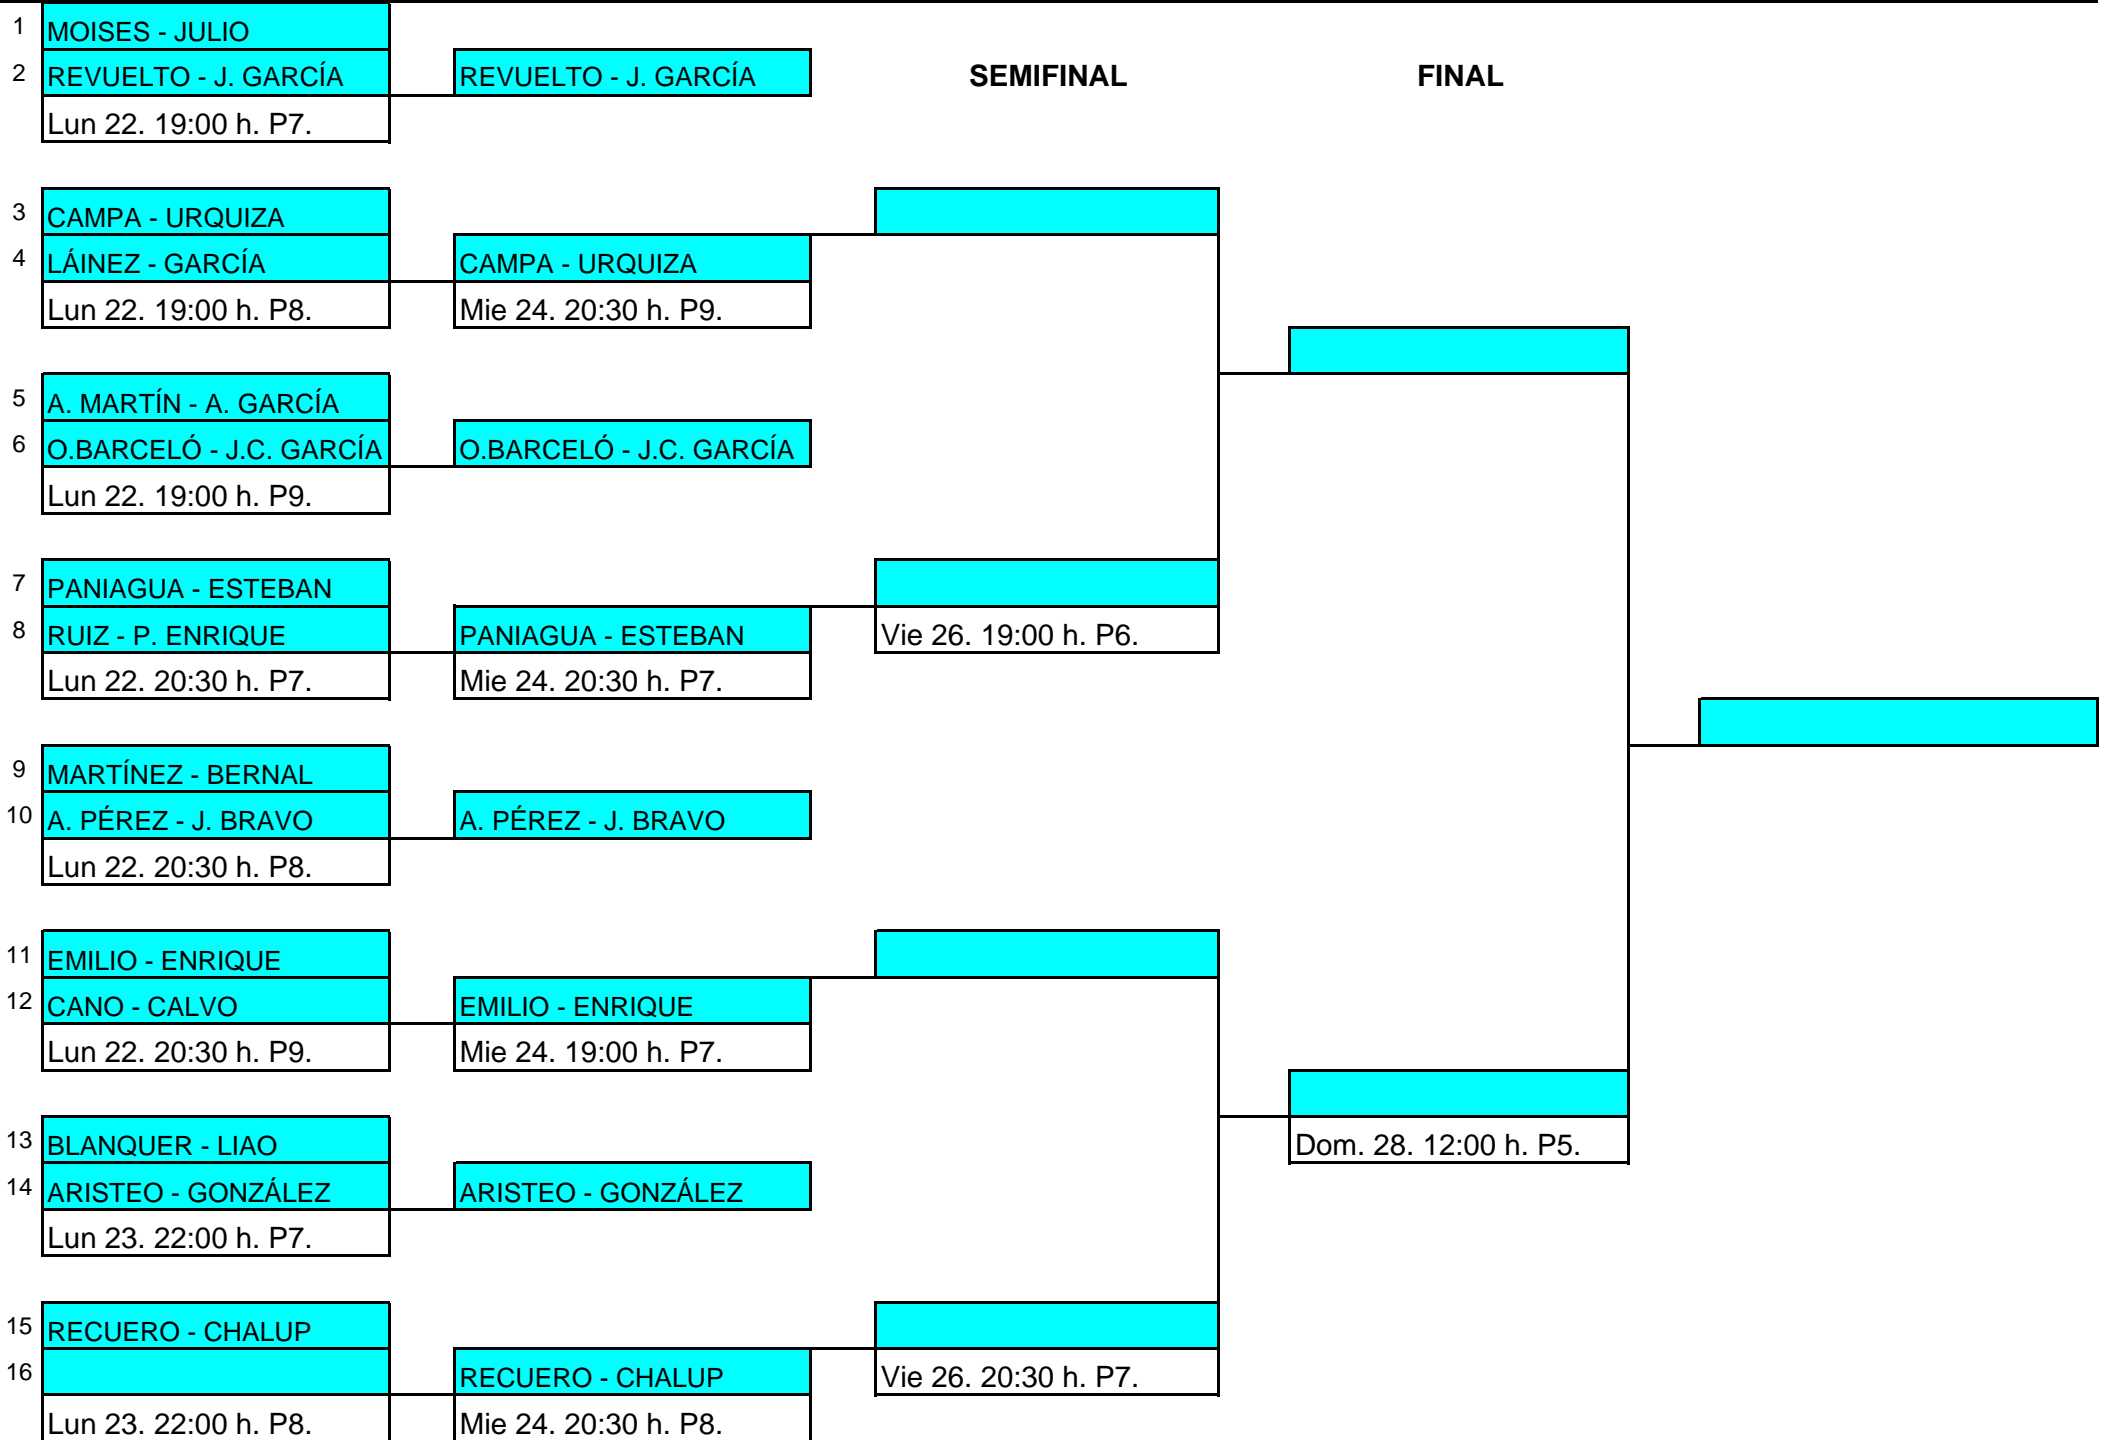 1 MOISES - JULIO
2 REVUELTO - J. GARCÍA REVUELTO - J. GARCÍA SEMIFINAL FINAL
Lun 22. 19:00 h. P7.
3 CAMPA - URQUIZA
4 LÁINEZ - GARCÍA CAMPA - URQUIZA
Lun 22. 19:00 h. P8. Mie 24. 20:30 h. P9.
5 A. MARTÍN - A. GARCÍA
6 O.BARCELÓ - J.C. GARCÍA O.BARCELÓ - J.C. GARCÍA
Lun 22. 19:00 h. P9.
7 PANIAGUA - ESTEBAN
8 RUIZ - P. ENRIQUE PANIAGUA - ESTEBAN Vie 26. 19:00 h. P6.
Lun 22. 20:30 h. P7. Mie 24. 20:30 h. P7.
9 MARTÍNEZ - BERNAL
10 A. PÉREZ - J. BRAVO A. PÉREZ - J. BRAVO
Lun 22. 20:30 h. P8.
11 EMILIO - ENRIQUE
12 CANO - CALVO EMILIO - ENRIQUE
Lun 22. 20:30 h. P9. Mie 24. 19:00 h. P7.
13 BLANQUER - LIAO Dom. 28. 12:00 h. P5.
14 ARISTEO - GONZÁLEZ ARISTEO - GONZÁLEZ
Lun 23. 22:00 h. P7.
15 RECUERO - CHALUP
16 RECUERO - CHALUP Vie 26. 20:30 h. P7.
Lun 23. 22:00 h. P8. Mie 24. 20:30 h. P8.